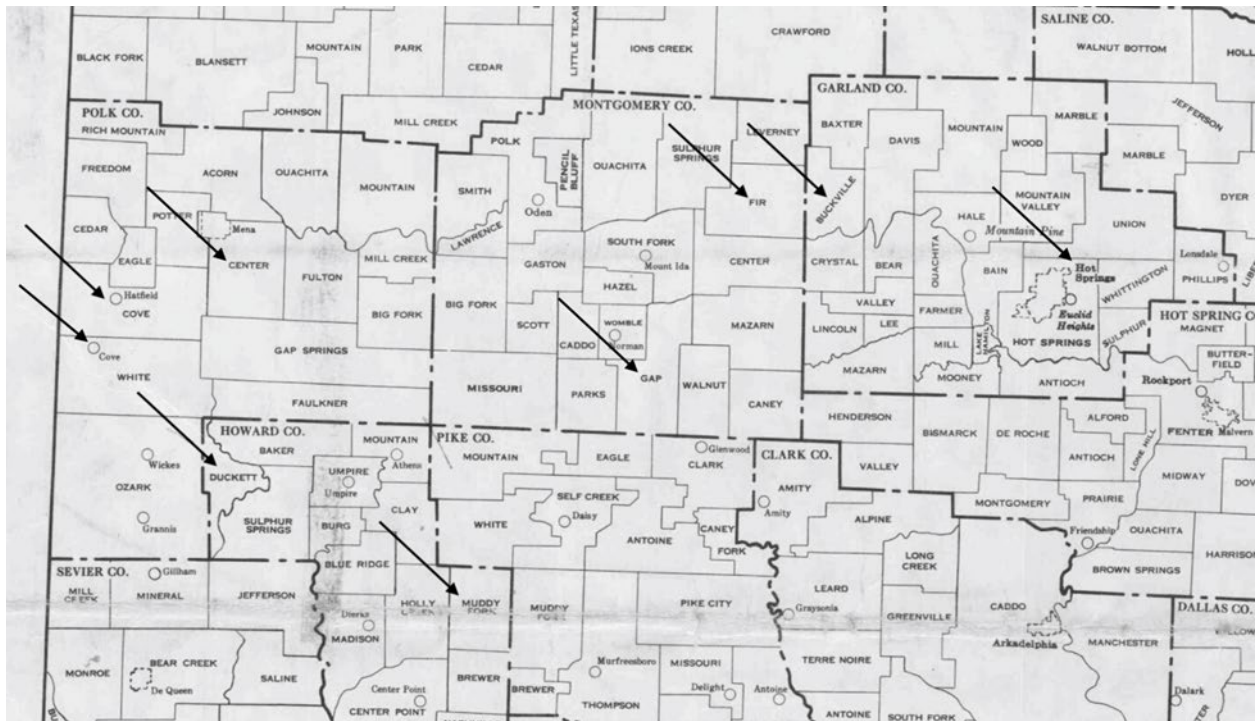 SALINE CO.
BLACK FORK
BLANSETT
MOUNTAIN
PARK
CEDAR
LITTLE TEXAS
IONS CREEK
CRAWFORD
WALNUT BOTTOM
JOHNSON
MILL CREEK
POLK CO.
RICH MOUNTAIN
FREEDOM
ACORN
OUACHITA
MOUNTAIN
CEDAR
POTTER
Mena
CENTER
EAGLE
Hatfield
COVE
Cove
WHITE
FULTON
MILL CREEK
BIG FORK
GAP SPRINGS
FAULKNER
OZARK
Wickes
Grannis
MONTGOMERY CO.
POLK
PENCIL BLUFF
OUACHITA
SULPHUR SPRINGS
LEVERNEY
SMITH
Oden
LAWRENCE
FIR
GASTON
SOUTH FORK
Mount Ida
CENTER
HAZEL
BIG FORK
SCOTT
CADDO
WOMBLE
Norman
MAZARN
GAP
MISSOURI
PARKS
WALNUT
CANEY
GARLAND CO.
BAXTER
DAVIS
MOUNTAIN
WOOD
MARBLE
BUCKVILLE
MOUNTAIN VALLEY
HALE
Mountain Pine
UNION
CRYSTAL
BEAR
OUACHITA
BAIN
Hot Springs
WHITTINGTON
Lonsdale
PHILLIPS
VALLEY
FARMER
LINCOLN
LEE
MILL
LAKE HAMILTON
Euclid Heights
HOT SPRINGS
SULPHUR
MAZARN
MOONEY
ANTIOCH
JEFFERSON
MARBLE
DYER
HOT SPRING CO
MAGNET
BUTTER-
FIELD
Rockport
FENTER
Malvern
HENDERSON
BISMARCK
DE ROCHE
ALFORD
ANTIOCH
LONE HILL
MIDWAY
VALLEY
MONTGOMERY
PRAIRIE
OUACHITA
Friendship
BROWN SPRINGS
HARRISON
HOWARD CO.
BAKER
MOUNTAIN
Athens
DUCKETT
UMPIRE
Umpire
CLAY
SULPHUR SPRINGS
BURG
BLUE RIDGE
HOLLY
MUDDY FORK
Dierks
MADISON
BREWER
Center Point
CENTER POINT
PIKE CO.
MOUNTAIN
EAGLE
CLARK
Glenwood
SELF CREEK
Daisy
WHITE
ANTOINE
CANEY
FORK
MUDDY FORK
PIKE CITY
Murfreesboro
MISSOURI
BREWER
THOMPSON
Delight
Antoine
CLARK CO.
AMITY
Amity
ALPINE
LONG CREEK
LEARD
Graysonia
GREENVILLE
CADDO
Arkadelphia
TERRE NOIRE
ANTOINE
SOUTH FORK
MANCHESTER
DALLAS CO.
Dalark
SEVIER CO.
Gillham
MILL CREEK
MINERAL
JEFFERSON
MONROE
BEAR CREEK
De Queen
SALINE